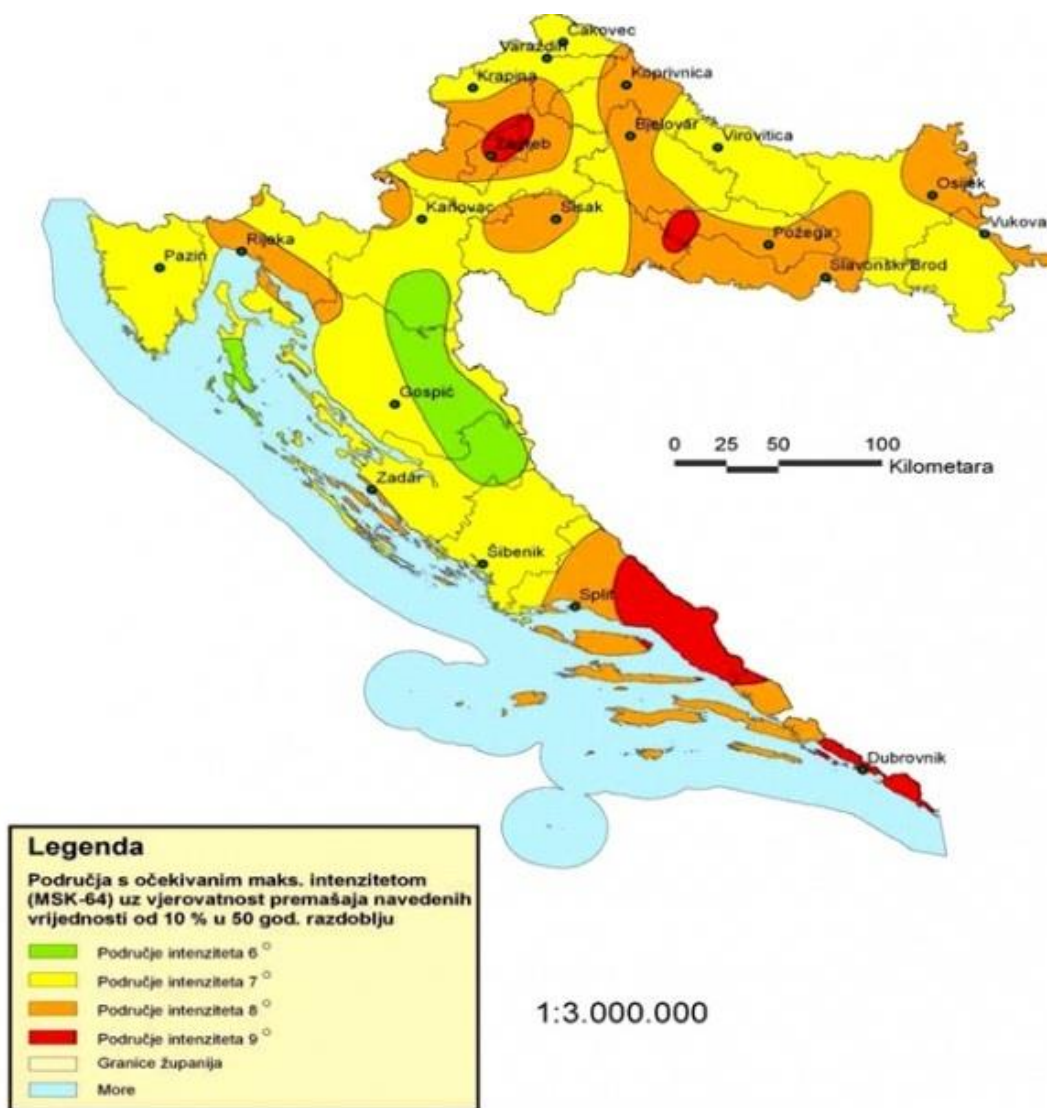 Čakovec
Varaždin
Krapina
Koprivnica
Bjelovar
Virovitica
Zagreb
Osijek
Karlovac
Sisak
Vukova
Rijeka
Požega
Pazin
Slavonski Brod
Gospić
0 25 50 100
Kilometara
Zadar
Šibenik
Split
Dubrovnik
Legenda
Područja s očekivanim maks. intenzitetom
(MSK-64) uz vjerovatnost premašaja navedenih
vrijednosti od 10 % u 50 god. razdoblju
Područje intenziteta 6 °
Područje intenziteta 7 °
Područje intenziteta 8 °
Područje intenziteta 9 °
Granice županija
More
1:3.000.000